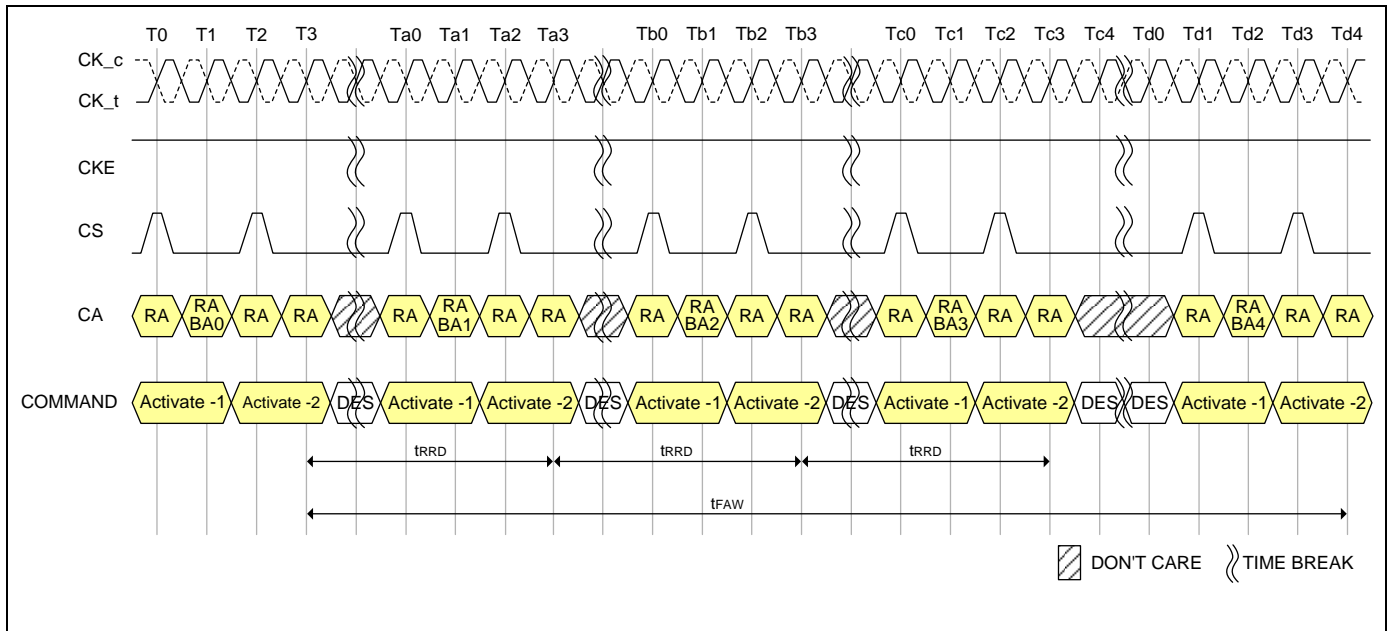 T0 T1 T2 T3 Ta0 Ta1 Ta2 Ta3 Tb0 Tb1 Tb2 Tb3 Tc0 Tc1 Tc2 Tc3 Tc4 Td0 Td1 Td2 Td3 Td4
CK_c
CK_t
CKE
CS
CA RA RA BA0 RA RA RA RA BA1 RA RA RA RA BA2 RA RA RA RA BA3 RA RA RA RA BA4 RA RA
COMMAND Activate -1 Activate -2 DES Activate -1 Activate -2 DES Activate -1 Activate -2 DES Activate -1 Activate -2 DES DES Activate -1 Activate -2
tRRD tRRD tRRD
tFAW
DON'T CARE TIME BREAK